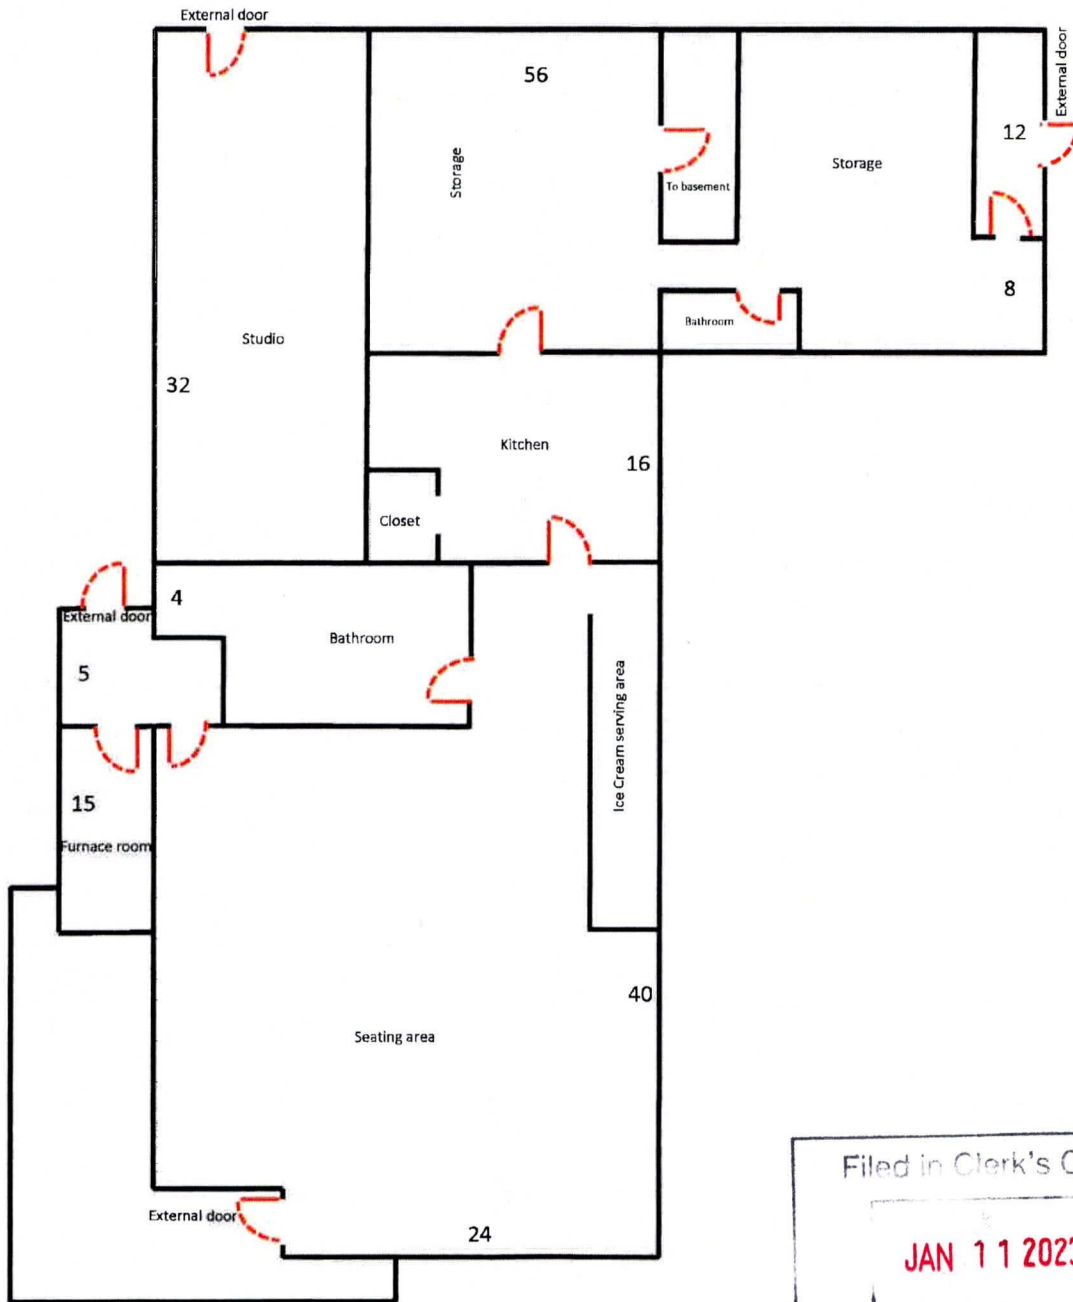 External door
56
External door
12
Storage
Storage
To basement
8
Bathroom
Studio
32
Kitchen
16
Closet
4
External door
Bathroom
5
Ice Cream serving area
15
Furnace room
40
Seating area
External door
24
Filed in Clerk's
JAN 11 2023